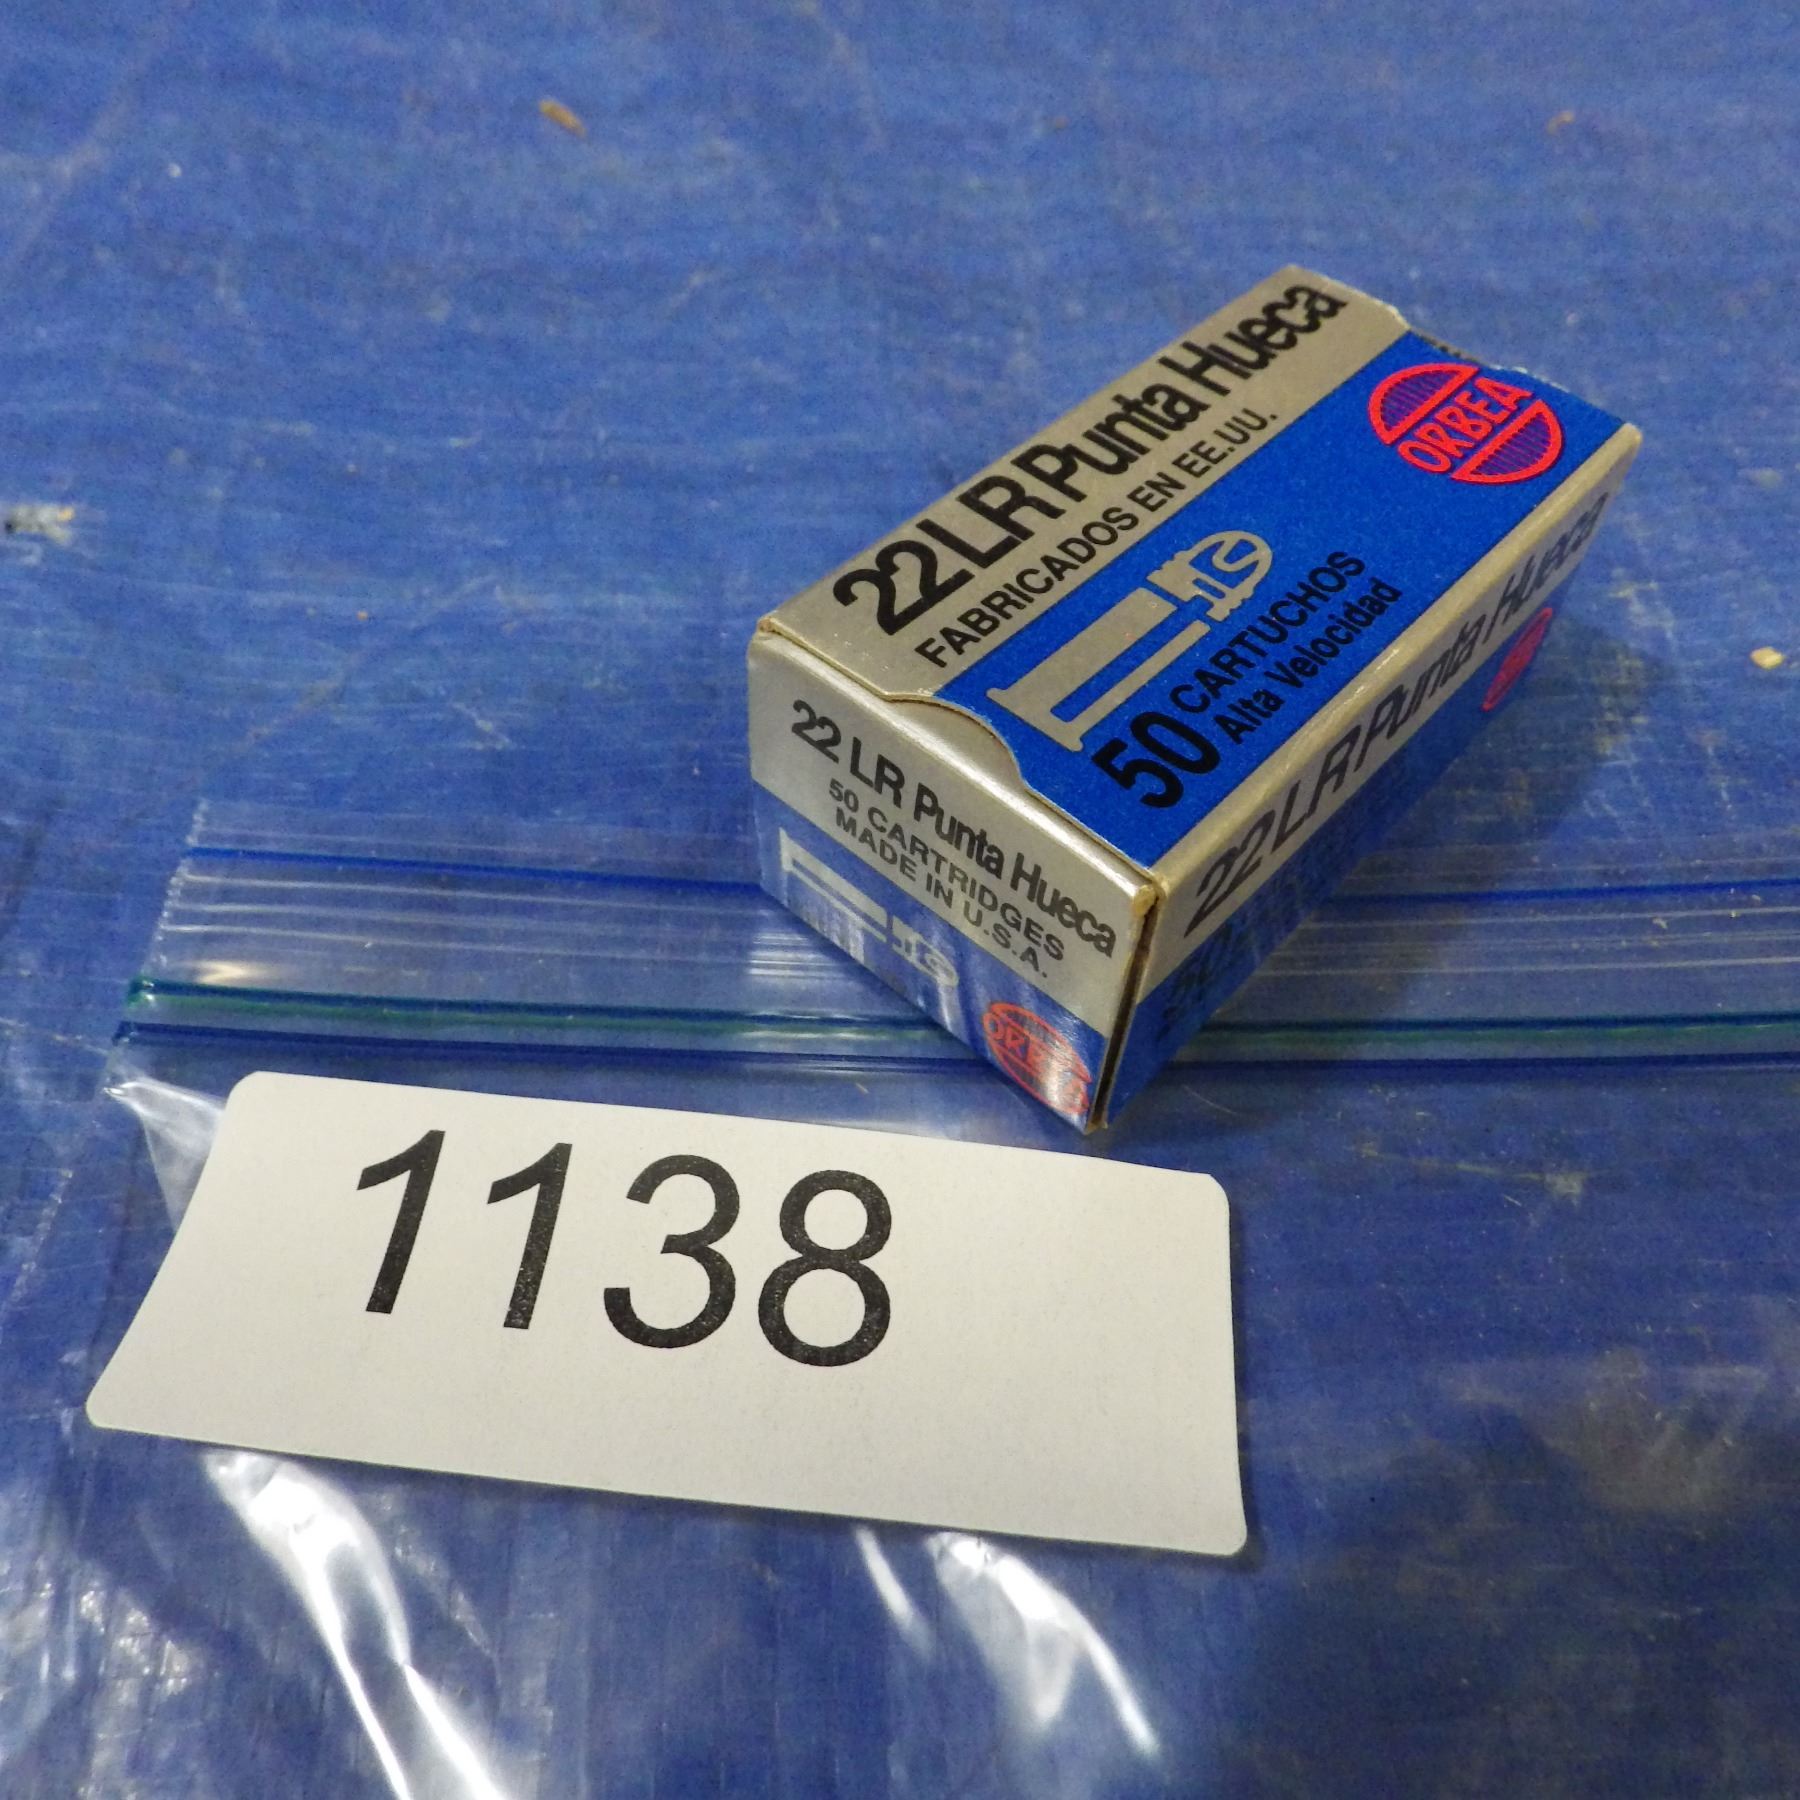 22 LR Punta Hueca
FABRICADOS EN EE.UU.
ORBEA
50 CARTUCHOS
Alta Velocidad
22 LR Punta Hueca
50 CARTRIDGES
MADE IN U.S.A.
ORBEA
22 LR Punta Hueca
1138